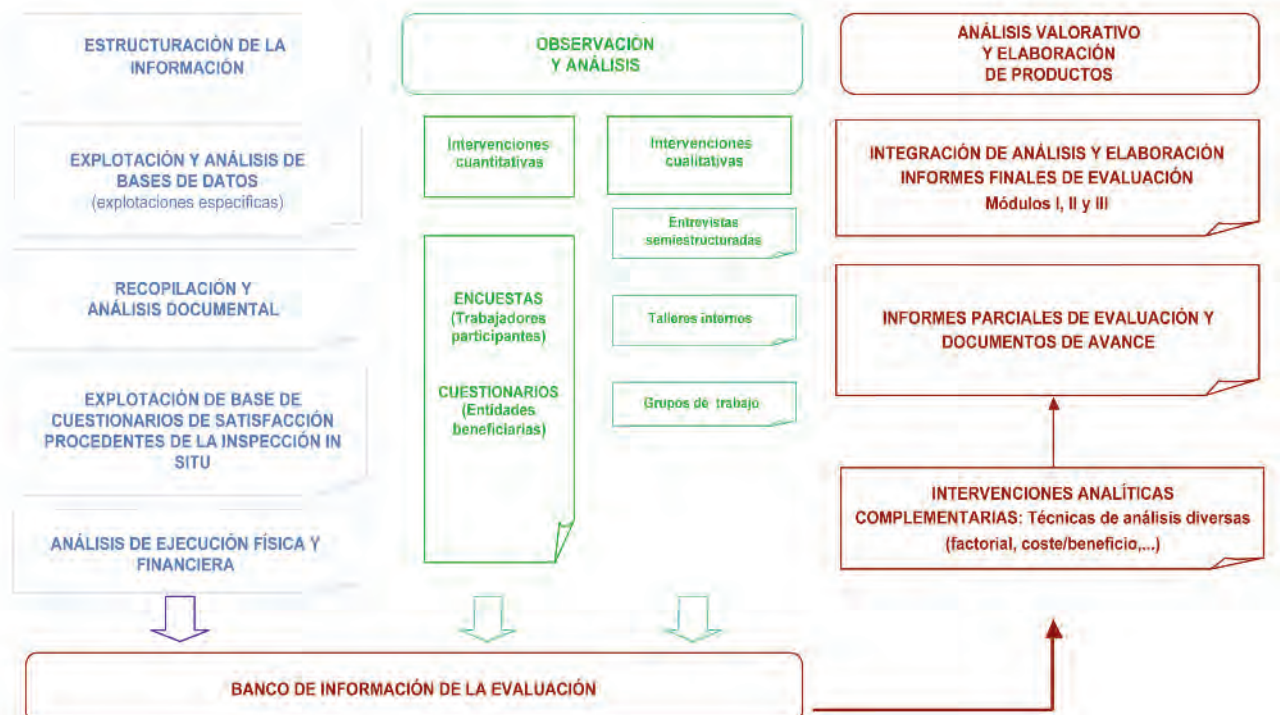 ESTRUCTURACIÓN DE LA
INFORMACIÓN
EXPLOTACIÓN Y ANÁLISIS DE
BASES DE DATOS
(explotaciones específicas)
RECOPILACIÓN Y
ANÁLISIS DOCUMENTAL
EXPLOTACIÓN DE BASE DE
CUESTIONARIOS DE SATISFACCIÓN
PROCEDENTES DE LA INSPECCIÓN IN
SITU
ANÁLISIS DE EJECUCIÓN FÍSICA Y
FINANCIERA
OBSERVACIÓN
Y ANÁLISIS
Intervenciones
cuantitativas
ENCUESTAS
(Trabajadores
participantes)
CUESTIONARIOS
(Entidades
beneficiarias)
Intervenciones
cualitativas
Entrevistas
semiestructuradas
Talleres internos
Grupos de trabajo
ANÁLISIS VALORATIVO
Y ELABORACIÓN
DE PRODUCTOS
INTEGRACIÓN DE ANÁLISIS Y ELABORACIÓN
INFORMES FINALES DE EVALUACIÓN
Módulos I, II y III
INFORMES PARCIALES DE EVALUACIÓN Y
DOCUMENTOS DE AVANCE
INTERVENCIONES ANALÍTICAS
COMPLEMENTARIAS: Técnicas de análisis diversas
(factorial, coste/beneficio,...)
BANCO DE INFORMACIÓN DE LA EVALUACIÓN